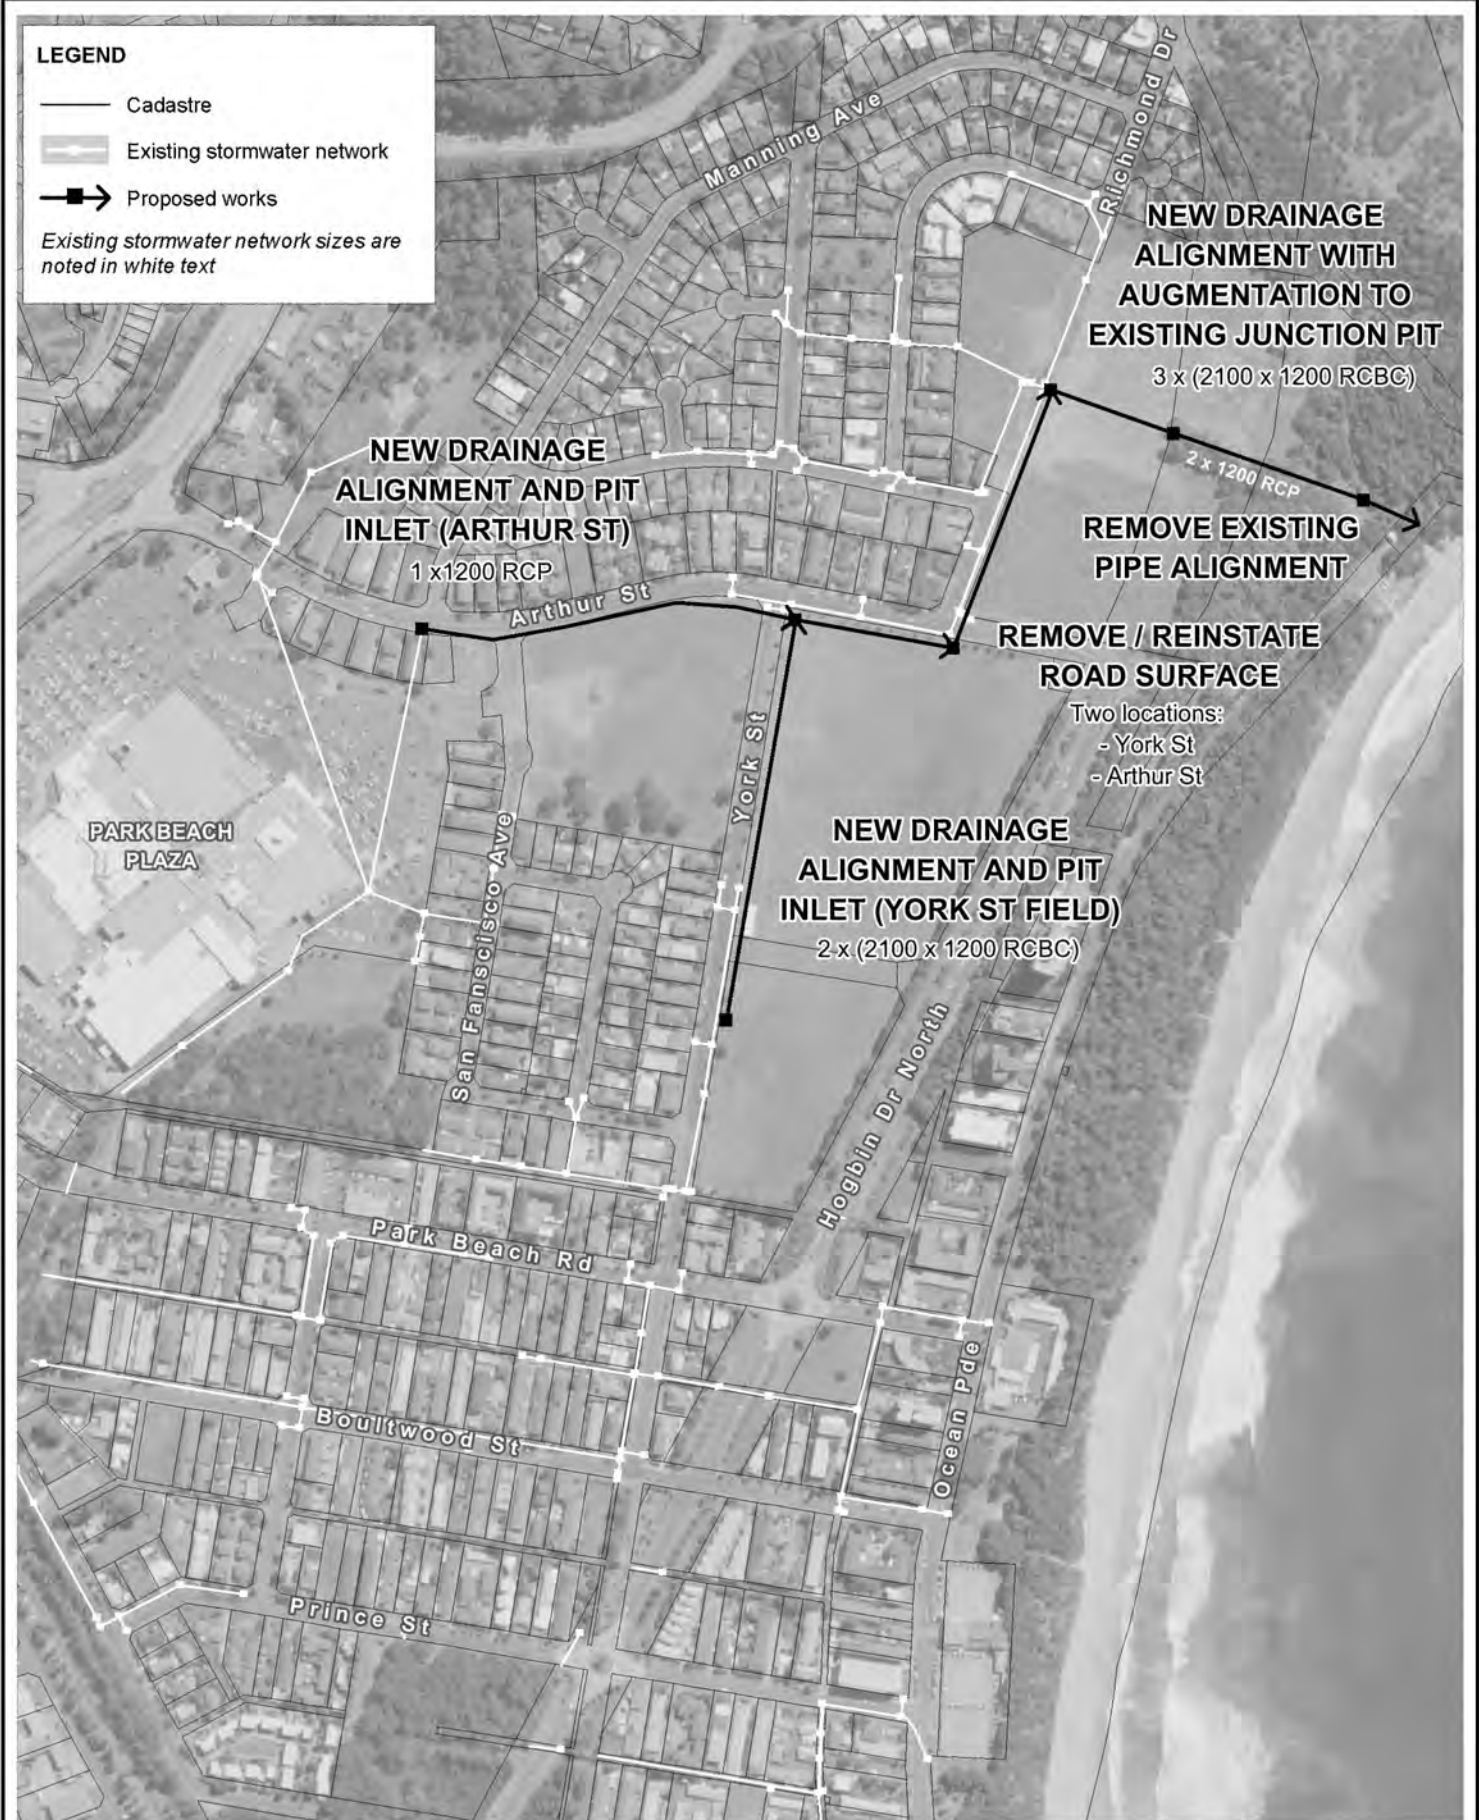 LEGEND
Cadastre
Existing stormwater network
Proposed works
Existing stormwater network sizes are
noted in white text
Manning Ave
Richmond Dr
NEW DRAINAGE
ALIGNMENT WITH
AUGMENTATION TO
EXISTING JUNCTION PIT
3 x (2100 x 1200 RCBC)
NEW DRAINAGE
ALIGNMENT AND PIT
INLET (ARTHUR ST)
1 x1200 RCP
2 x 1200 RCP
REMOVE EXISTING
PIPE ALIGNMENT
Arthur St
REMOVE / REINSTATE
ROAD SURFACE
Two locations:
- York St
- Arthur St
York St
PARK BEACH
PLAZA
San Fanscisco Ave
NEW DRAINAGE
ALIGNMENT AND PIT
INLET (YORK ST FIELD)
2 x (2100 x 1200 RCBC)
Hogbin Dr North
Park Beach Rd
Ocean Pde
Boultwood St
Prince St